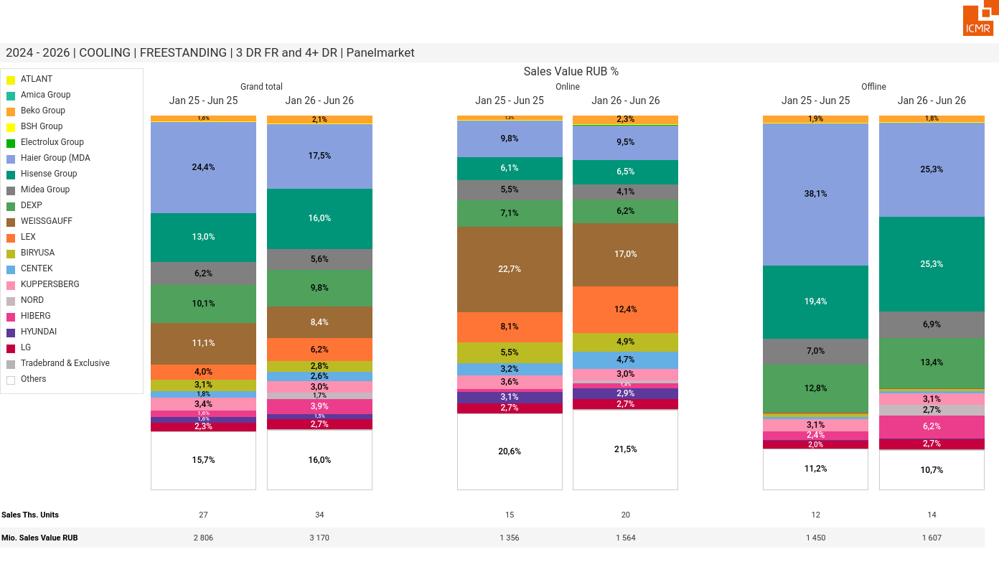 ICMR
2024 - 2026 | COOLING | FREESTANDING | 3 DR FR and 4+ DR | Panelmarket
Sales Value RUB %
Grand total Online Offline
Jan 25 - Jun 25 Jan 26 - Jun 26 Jan 25 - Jun 25 Jan 26 - Jun 26 Jan 25 - Jun 25 Jan 26 - Jun 26
ATLANT
Amica Group
Beko Group
BSH Group
Electrolux Group
Haier Group (MDA
Hisense Group
Midea Group
DEXP
WEISSGAUFF
LEX
BIRYUSA
CENTEK
KUPPERSBERG
NORD
HIBERG
HYUNDAI
LG
Tradebrand & Exclusive
Others
1,6%
24,4%
13,0%
6,2%
10,1%
11,1%
4,0%
3,1%
1,8%
3,4%
1,6%
1,6%
2,3%
15,7%
2,1%
17,5%
16,0%
5,6%
9,8%
8,4%
6,2%
2,8%
2,6%
3,0%
1,7%
3,9%
1,5%
2,7%
16,0%
1,2%
9,8%
6,1%
5,5%
7,1%
22,7%
8,1%
5,5%
3,2%
3,6%
3,1%
2,7%
20,6%
2,3%
9,5%
6,5%
4,1%
6,2%
17,0%
12,4%
4,9%
4,7%
3,0%
1,4%
2,9%
2,7%
21,5%
1,9%
38,1%
19,4%
7,0%
12,8%
3,1%
2,4%
2,0%
11,2%
1,8%
25,3%
25,3%
6,9%
13,4%
3,1%
2,7%
6,2%
2,7%
10,7%
Sales Ths. Units 27 34 15 20 12 14
Mio. Sales Value RUB 2 806 3 170 1 356 1 564 1 450 1 607